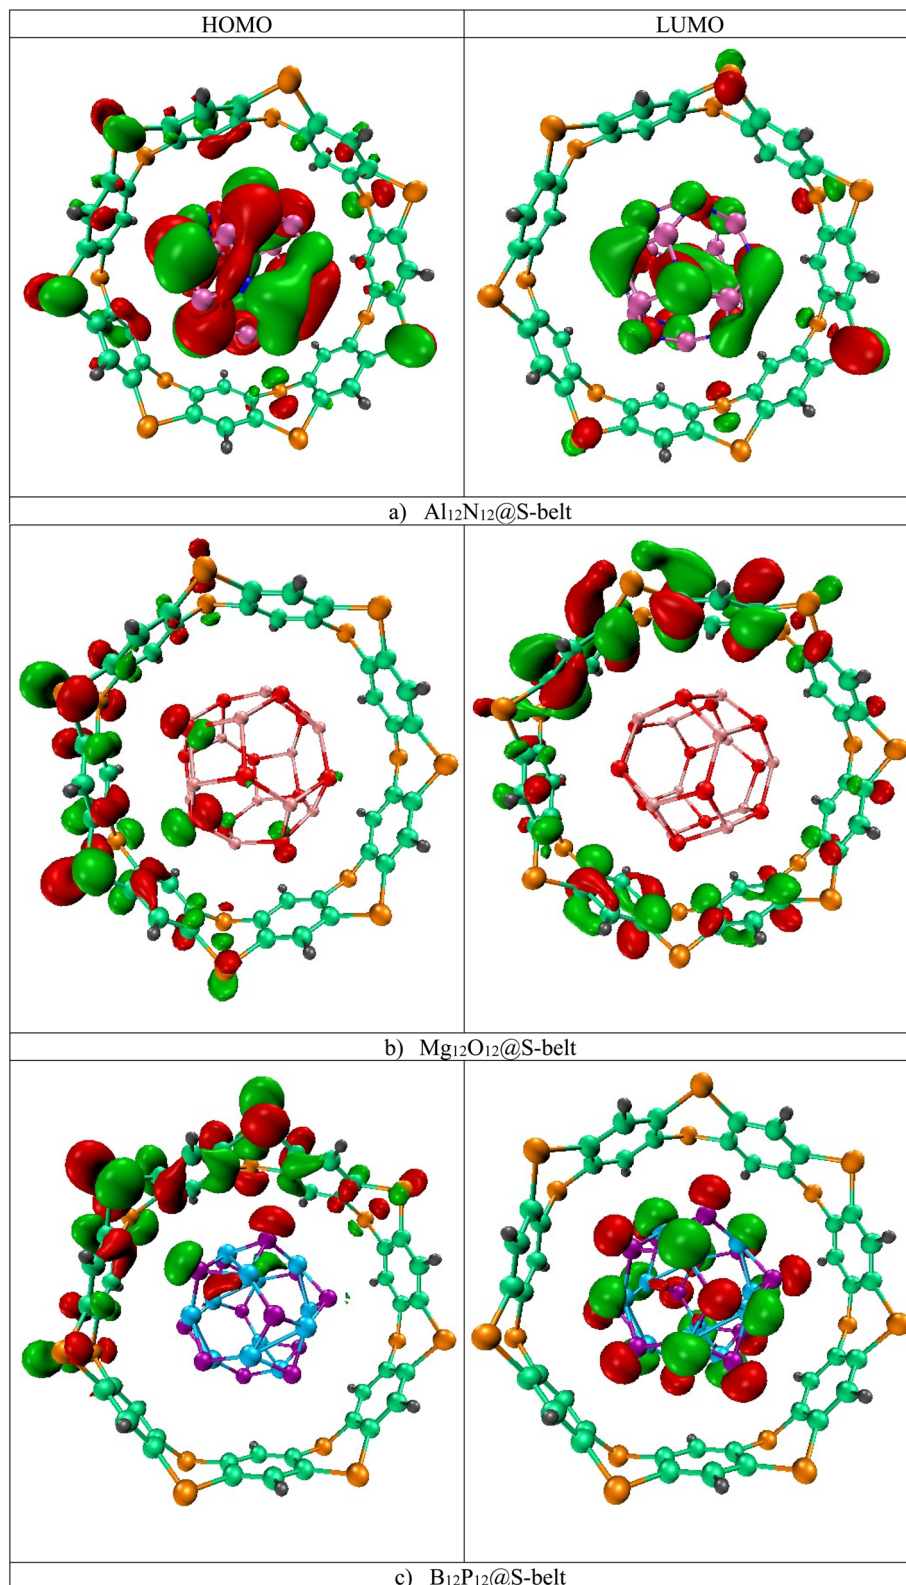 HOMO LUMO
a) Al₁₂N₁₂@S-belt
b) Mg₁₂O₁₂@S-belt
c) B₁₂P₁₂@S-belt